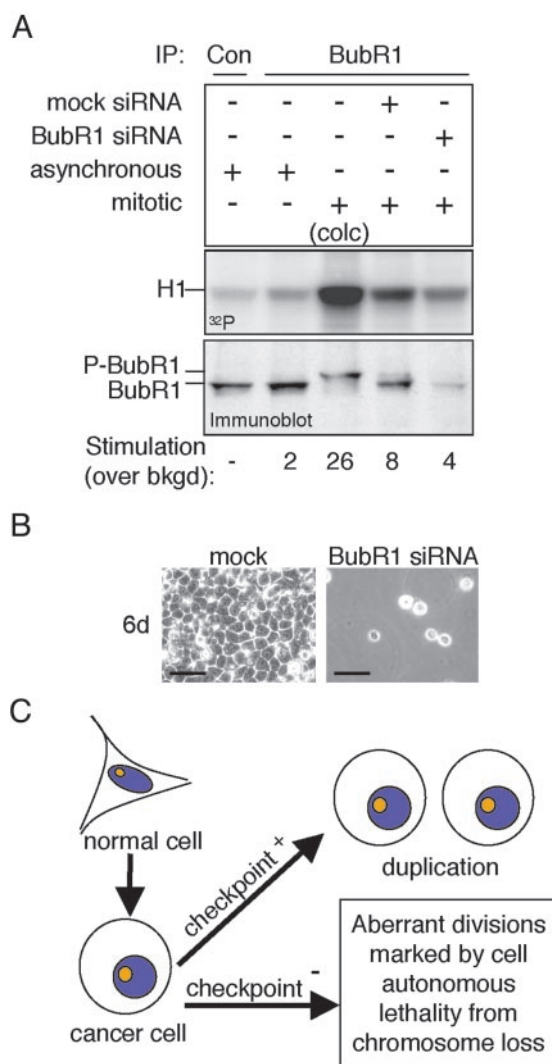 A
IP: Con BubR1
mock siRNA - - - + -
BubR1 siRNA - - - - +
asynchronous + + - - -
mitotic - - + + +
(colc)
H1
32P
P-BubR1
BubR1
Immunoblot
Stimulation
(over bkgd): - 2 26 8 4
B
mock BubR1 siRNA
6d
C
normal cell
cancer cell
checkpoint +
duplication
checkpoint -
Aberrant divisions
marked by cell
autonomous
lethality from
chromosome loss